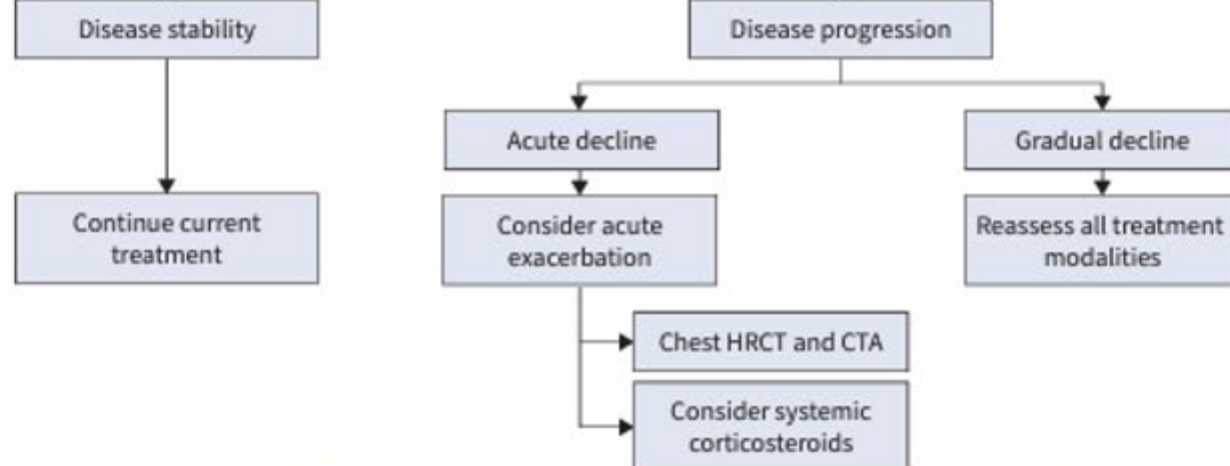 Disease stability
Disease progression
Acute decline
Gradual decline
Continue current
treatment
Consider acute
exacerbation
Reassess all treatment
modalities
Chest HRCT and CTA
Consider systemic
corticosteroids